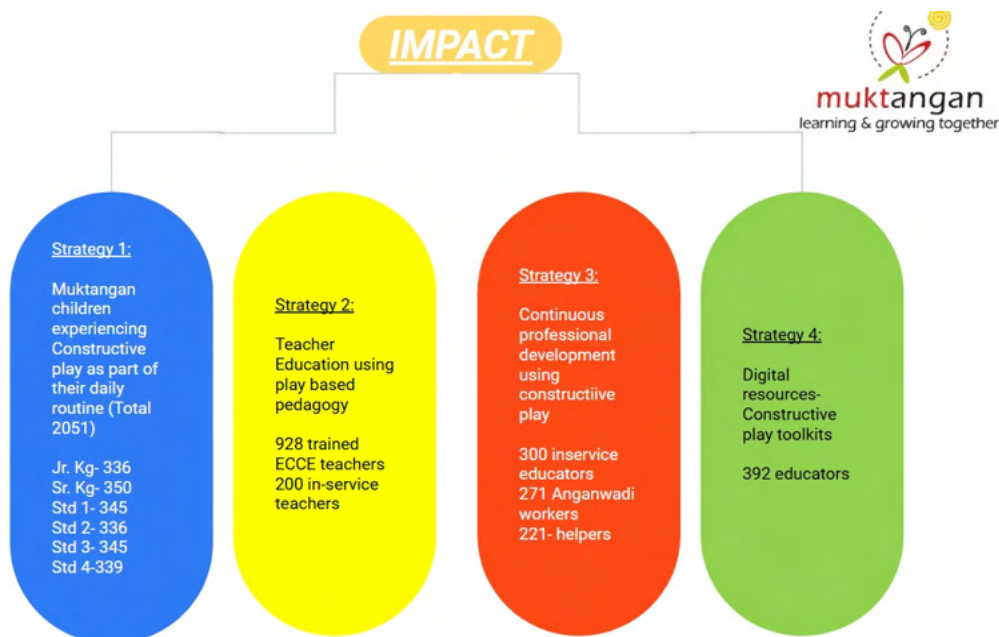 IMPACT
muktangan
learning & growing together
Strategy 1:
Muktangan
children
experiencing
Constructive
play as part of
their daily
routine (Total
2051)
Jr. Kg- 336
Sr. Kg- 350
Std 1- 345
Std 2- 336
Std 3- 345
Std 4-339
Strategy 2:
Teacher
Education using
play based
pedagogy
928 trained
ECCE teachers
200 in-service
teachers
Strategy 3:
Continuous
professional
development
using
constructiive
play
300 inservice
educators
271 Anganwadi
workers
221- helpers
Strategy 4:
Digital
resources-
Constructive
play toolkits
392 educators